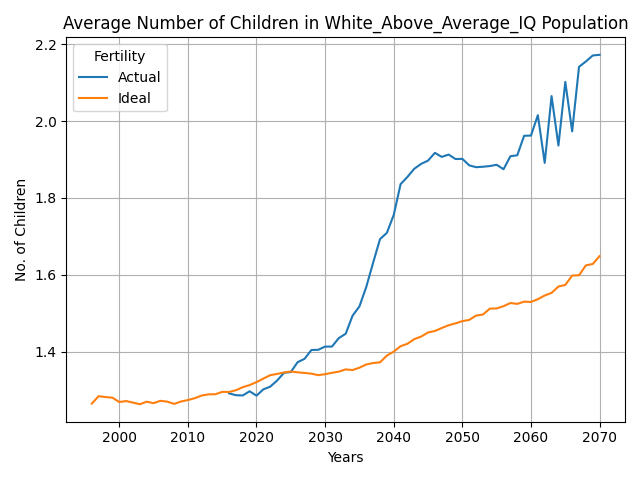 Average Number of Children in White_Above_Average_IQ Population
Fertility
Actual
Ideal
No. of Children
2.2
2.0
1.8
1.6
1.4
2000 2010 2020 2030 2040 2050 2060 2070
Years